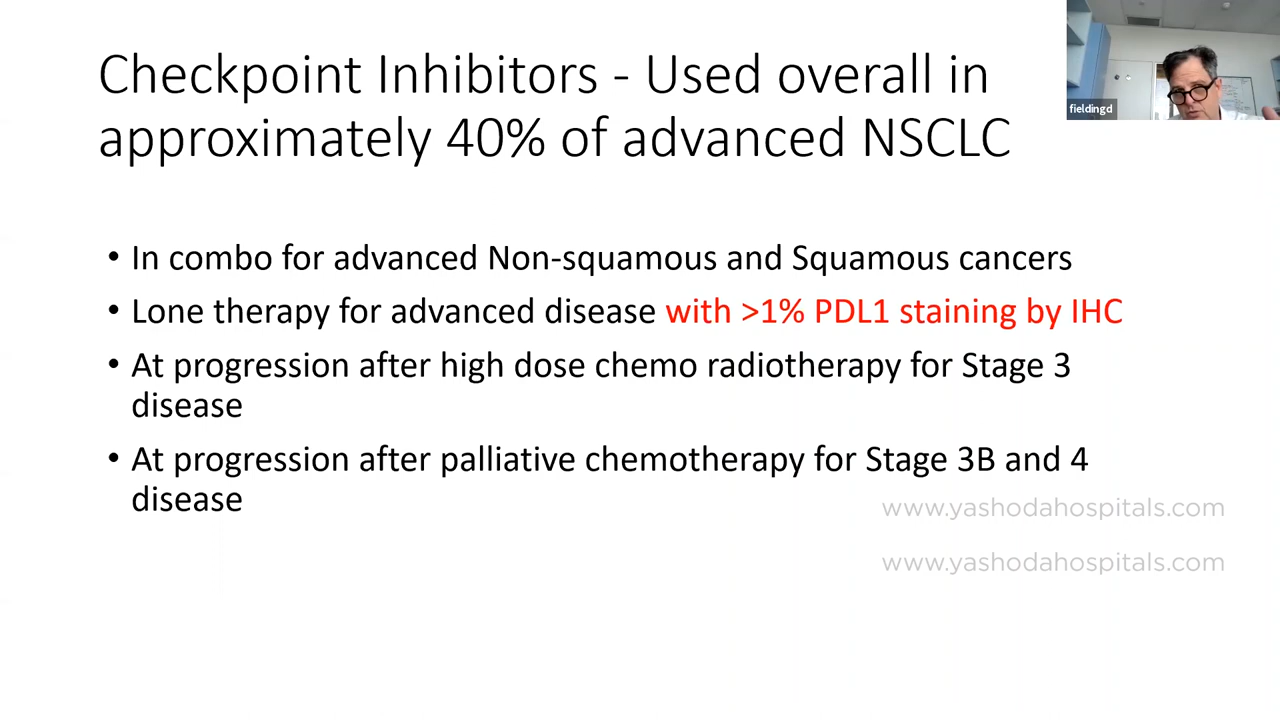 Checkpoint Inhibitors - Used overall in
approximately 40% of advanced NSCLC
fieldingd
• In combo for advanced Non-squamous and Squamous cancers
• Lone therapy for advanced disease with >1% PDL1 staining by IHC
• At progression after high dose chemo radiotherapy for Stage 3
disease
• At progression after palliative chemotherapy for Stage 3B and 4
disease
www.yashodahospitals.com
www.yashodahospitals.com